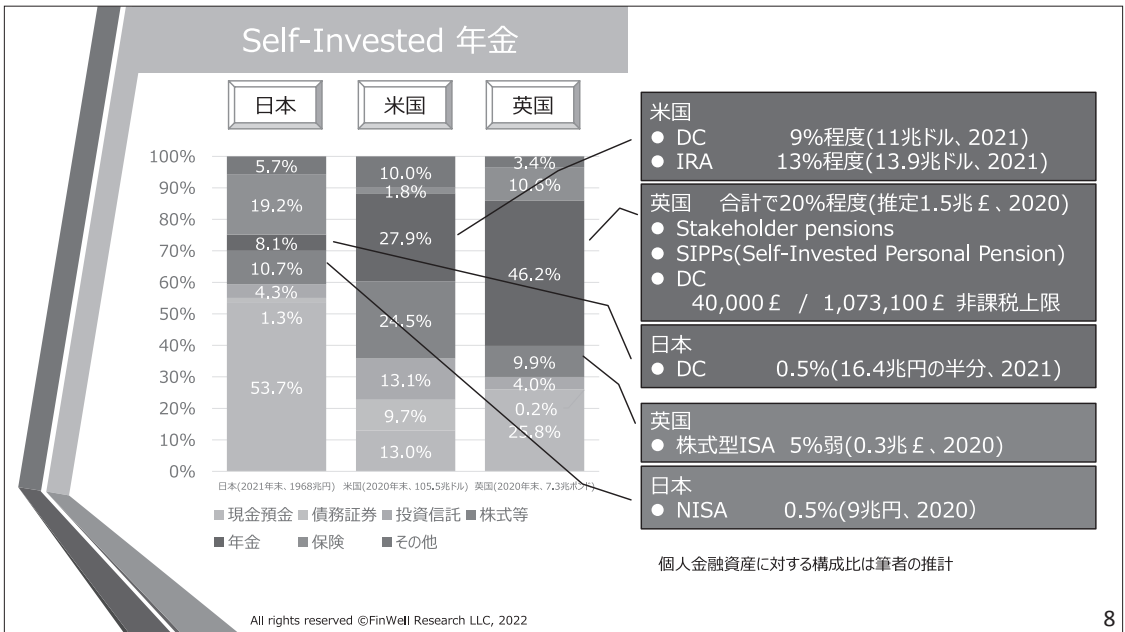 Self-Invested 年金
日本
米国
英国
100%
90%
80%
70%
60%
50%
40%
30%
20%
10%
0%
5.7%
19.2%
8.1%
10.7%
4.3%
1.3%
53.7%
10.0%
1.8%
27.9%
24.5%
13.1%
9.7%
13.0%
3.4%
10.6%
46.2%
9.9%
4.0%
0.2%
25.8%
日本(2021年末、1968兆円) 米国(2020年末、105.5兆ドル) 英国(2020年末、7.3兆ポンド)
■現金預金 ■債務証券 ■投資信託 ■株式等
■年金 ■保険 ■その他
米国
● DC 9%程度(11兆ドル、2021)
● IRA 13%程度(13.9兆ドル、2021)
英国 合計で20%程度(推定1.5兆£、2020)
● Stakeholder pensions
● SIPPs(Self-Invested Personal Pension)
● DC
40,000£ / 1,073,100£ 非課税上限
日本
● DC 0.5%(16.4兆円の半分、2021)
英国
● 株式型ISA 5%弱(0.3兆£、2020)
日本
● NISA 0.5%(9兆円、2020)
個人金融資産に対する構成比は筆者の推計
All rights reserved ©FinWell Research LLC, 2022
8